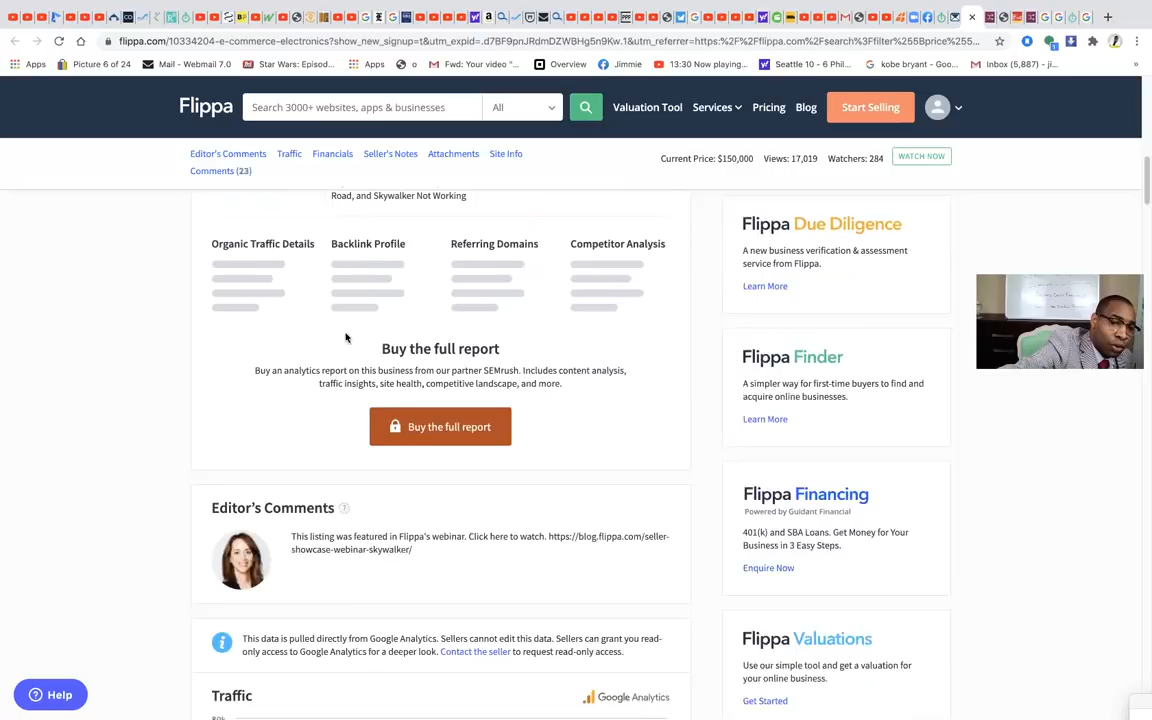 flippa.com/10334204-e-commerce-electronics?show_new_signup=t&utm_expid=.d7BF9pnJRdmDZWBHg5n9Kw.1&utm_referrer=https:%2F%2Fflippa.com%2Fsearch%3Ffilter%255Bprice%255...
Apps
Picture 6 of 24
Mail - Webmail 7.0
Star Wars: Episod...
Apps
o
Fwd: Your video "...
Overview
Jimmie
13:30 Now playing...
Seattle 10 - 6 Phil...
kobe bryant - Goo...
Inbox (5,887) - ji...
»
Flippa
Search 3000+ websites, apps & businesses
All
Valuation Tool
Services
Pricing
Blog
Start Selling
Editor's Comments
Traffic
Financials
Seller's Notes
Attachments
Site Info
Comments (23)
Current Price: $150,000
Views: 17,019
Watchers: 284
WATCH NOW
Road, and Skywalker Not Working
Organic Traffic Details
Backlink Profile
Referring Domains
Competitor Analysis
Buy the full report
Buy an analytics report on this business from our partner SEMrush. Includes content analysis,
traffic insights, site health, competitive landscape, and more.
Buy the full report
Editor's Comments ?
This listing was featured in Flippa's webinar. Click here to watch. https://blog.flippa.com/seller-
showcase-webinar-skywalker/
This data is pulled directly from Google Analytics. Sellers cannot edit this data. Sellers can grant you read-
only access to Google Analytics for a deeper look. Contact the seller to request read-only access.
Traffic
Google Analytics
Flippa Due Diligence
A new business verification & assessment
service from Flippa.
Learn More
Flippa Finder
A simpler way for first-time buyers to find and
acquire online businesses.
Learn More
Flippa Financing
Powered by Guidant Financial
401(k) and SBA Loans. Get Money for Your
Business in 3 Easy Steps.
Enquire Now
Flippa Valuations
Use our simple tool and get a valuation for
your online business.
Get Started
Help